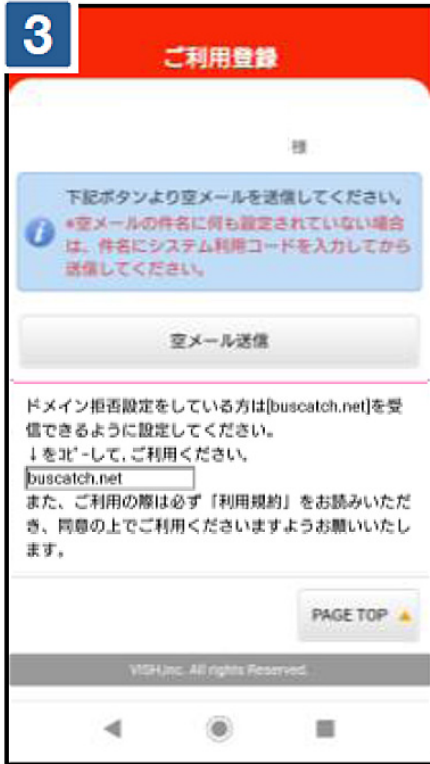 3
ご利用登録
様
下記ボタンより空メールを送信してください。
※空メールの件名に何も設定されていない場合
は、件名にシステム利用コードを入力してから
送信してください。
空メール送信
ドメイン拒否設定をしている方は[buscatch.net]を受
信できるように設定してください。
↓をｺﾋﾟｰして,ご利用ください。
buscatch.net
また、ご利用の際は必ず「利用規約」をお読みいただ
き、同意の上でご利用くださいますようお願いいたし
ます。
PAGE TOP
VISH,inc. All rights Reserved.